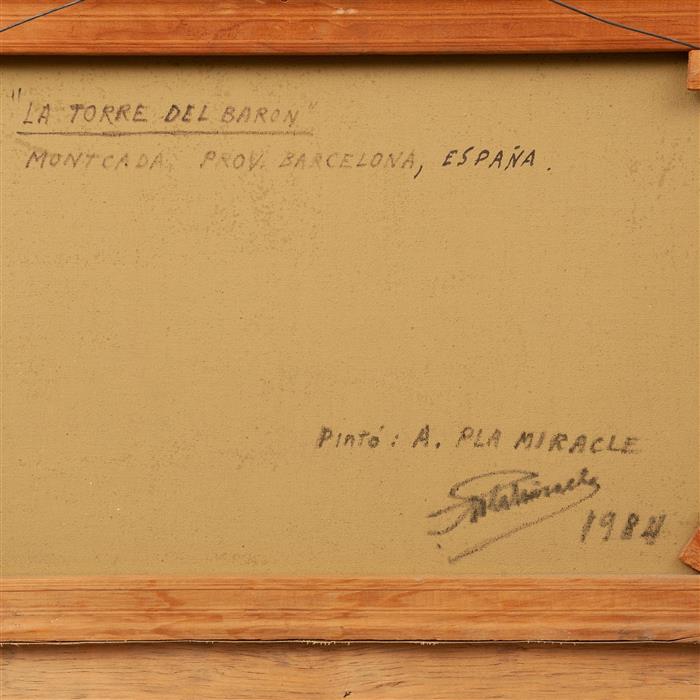 "LA TORRE DEL BARON"
MONTCADA. PROV. BARCELONA, ESPAÑA.
Pintó: A. PLA MIRACLE
1984